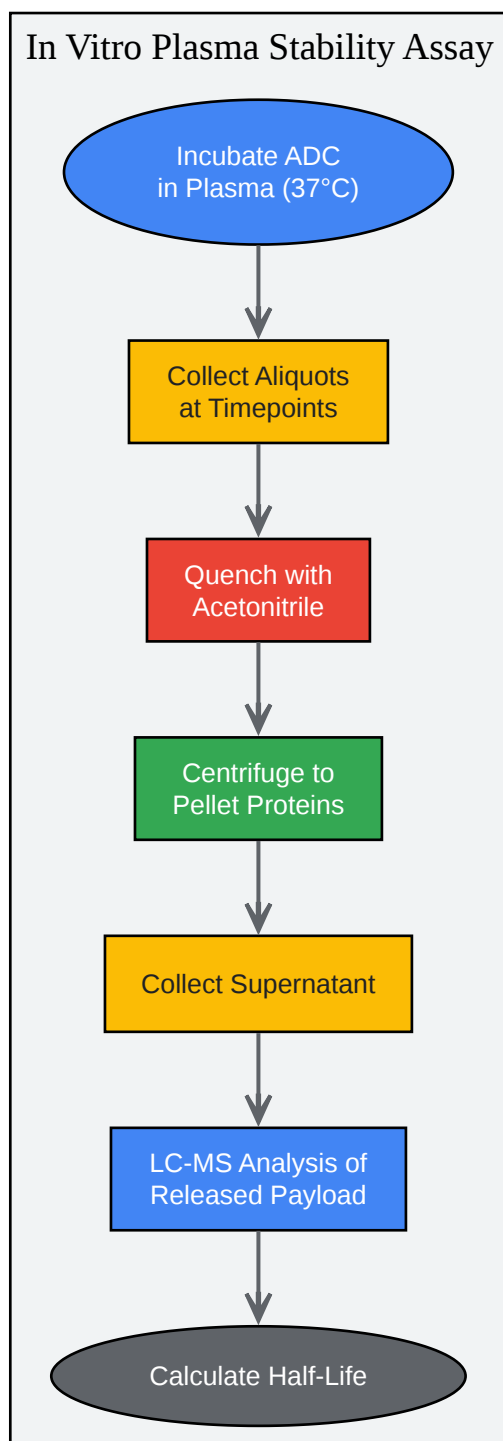 In Vitro Plasma Stability Assay
Incubate ADC
in Plasma (37°C)
Collect Aliquots
at Timepoints
Quench with
Acetonitrile
Centrifuge to
Pellet Proteins
Collect Supernatant
LC-MS Analysis of
Released Payload
Calculate Half-Life